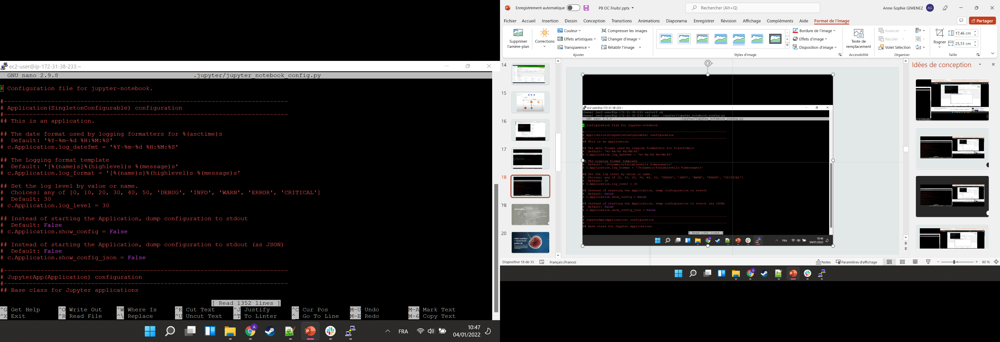 ec2-user@ip-172-31-38-233:~
GNU nano 2.9.8 .jupyter/jupyter_notebook_config.py
# Configuration file for jupyter-notebook.
#------------------------------------------------------------------------------
# Application(SingletonConfigurable) configuration
#------------------------------------------------------------------------------
## This is an application.
## The date format used by logging formatters for %(asctime)s
#  Default: '%Y-%m-%d %H:%M:%S'
# c.Application.log_datefmt = '%Y-%m-%d %H:%M:%S'
## The Logging format template
#  Default: '[%(name)s]%(highlevel)s %(message)s'
# c.Application.log_format = '[%(name)s]%(highlevel)s %(message)s'
## Set the log level by value or name.
#  Choices: any of [0, 10, 20, 30, 40, 50, 'DEBUG', 'INFO', 'WARN', 'ERROR', 'CRITICAL']
#  Default: 30
# c.Application.log_level = 30
## Instead of starting the Application, dump configuration to stdout
#  Default: False
# c.Application.show_config = False
## Instead of starting the Application, dump configuration to stdout (as JSON)
#  Default: False
# c.Application.show_config_json = False
#------------------------------------------------------------------------------
# JupyterApp(Application) configuration
#------------------------------------------------------------------------------
## Base class for Jupyter applications
[ Read 1352 lines ]
^G Get Help ^O Write Out ^W Where Is ^K Cut Text ^J Justify ^C Cur Pos M-U Undo M-A Mark Text
^X Exit ^R Read File ^\ Replace ^U Uncut Text ^T To Linter ^_ Go To Line M-E Redo M-6 Copy Text
FRA 10:47
04/01/2022
Enregistrement automatique P8 OC Fruits!.pptx Rechercher (Alt+Q) Anne-Sophie GIMENEZ AG
Fichier Accueil Insertion Dessin Conception Transitions Animations Diaporama Enregistrer Révision Affichage Compléments Aide Format de l'image Partager
Supprimer l'arrière-plan
Corrections
Couleur
Effets artistiques
Transparence
Compresser les images
Changer d'image
Rétablir l'image
Ajuster
Styles d'image
Bordure de l'image
Effets d'image
Disposition d'image
Texte de remplacement
Accessibilité
Avancer
Reculer
Volet Sélection
Organiser
Rogner
17,46 cm
25,51 cm
Taille
14
15
16
17
18
19
Sommaire
20
Robot cueilleur
= biodiversité
préservée
ec2-user@ip-172-31-38-233:~
(base) [ec2-user@ip-172-31-38-233 certs]$ cd
(base) [ec2-user@ip-172-31-38-233 ~]$ nano .jupyter/jupyter_notebook_config.py
GNU nano 2.9.8 .jupyter/jupyter_notebook_config.py
# Configuration file for jupyter-notebook.
#------------------------------------------------------------------------------
# Application(SingletonConfigurable) configuration
#------------------------------------------------------------------------------
## This is an application.
## The date format used by logging formatters for %(asctime)s
#  Default: '%Y-%m-%d %H:%M:%S'
# c.Application.log_datefmt = '%Y-%m-%d %H:%M:%S'
## The Logging format template
#  Default: '[%(name)s]%(highlevel)s %(message)s'
# c.Application.log_format = '[%(name)s]%(highlevel)s %(message)s'
## Set the log level by value or name.
#  Choices: any of [0, 10, 20, 30, 40, 50, 'DEBUG', 'INFO', 'WARN', 'ERROR', 'CRITICAL']
#  Default: 30
# c.Application.log_level = 30
## Instead of starting the Application, dump configuration to stdout
#  Default: False
# c.Application.show_config = False
## Instead of starting the Application, dump configuration to stdout (as JSON)
#  Default: False
# c.Application.show_config_json = False
#------------------------------------------------------------------------------
# JupyterApp(Application) configuration
#------------------------------------------------------------------------------
## Base class for Jupyter applications
[ Read 1352 lines ]
FRA 10:46
04/01/2022
Idées de conception
Diapositive 18 de 35 Français (France) Notes Paramètres d'affichage 80 %